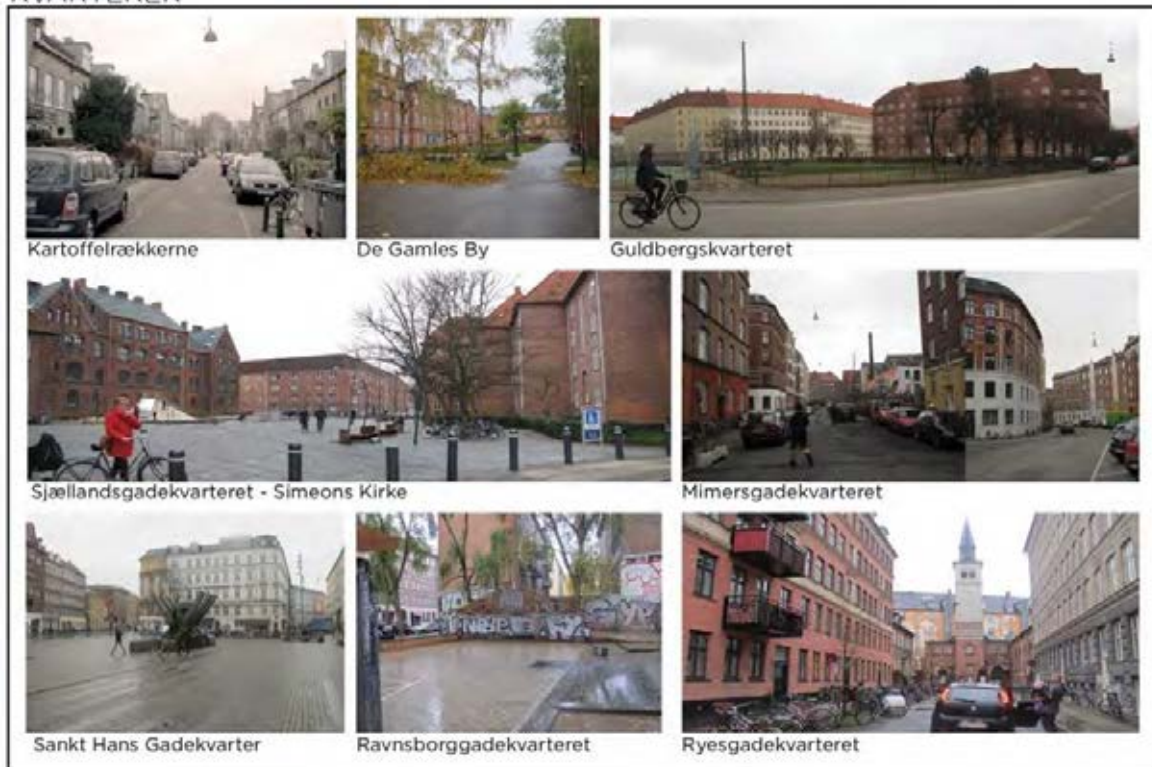 KVARTERER
Kartoffelrækkerne
De Gamles By
Guldbergskvarteret
Sjællandsgadekvarteret - Simeons Kirke
Mimersgadekvarteret
Sankt Hans Gadekvarter
Ravnsborggadekvarteret
Ryesgadekvarteret